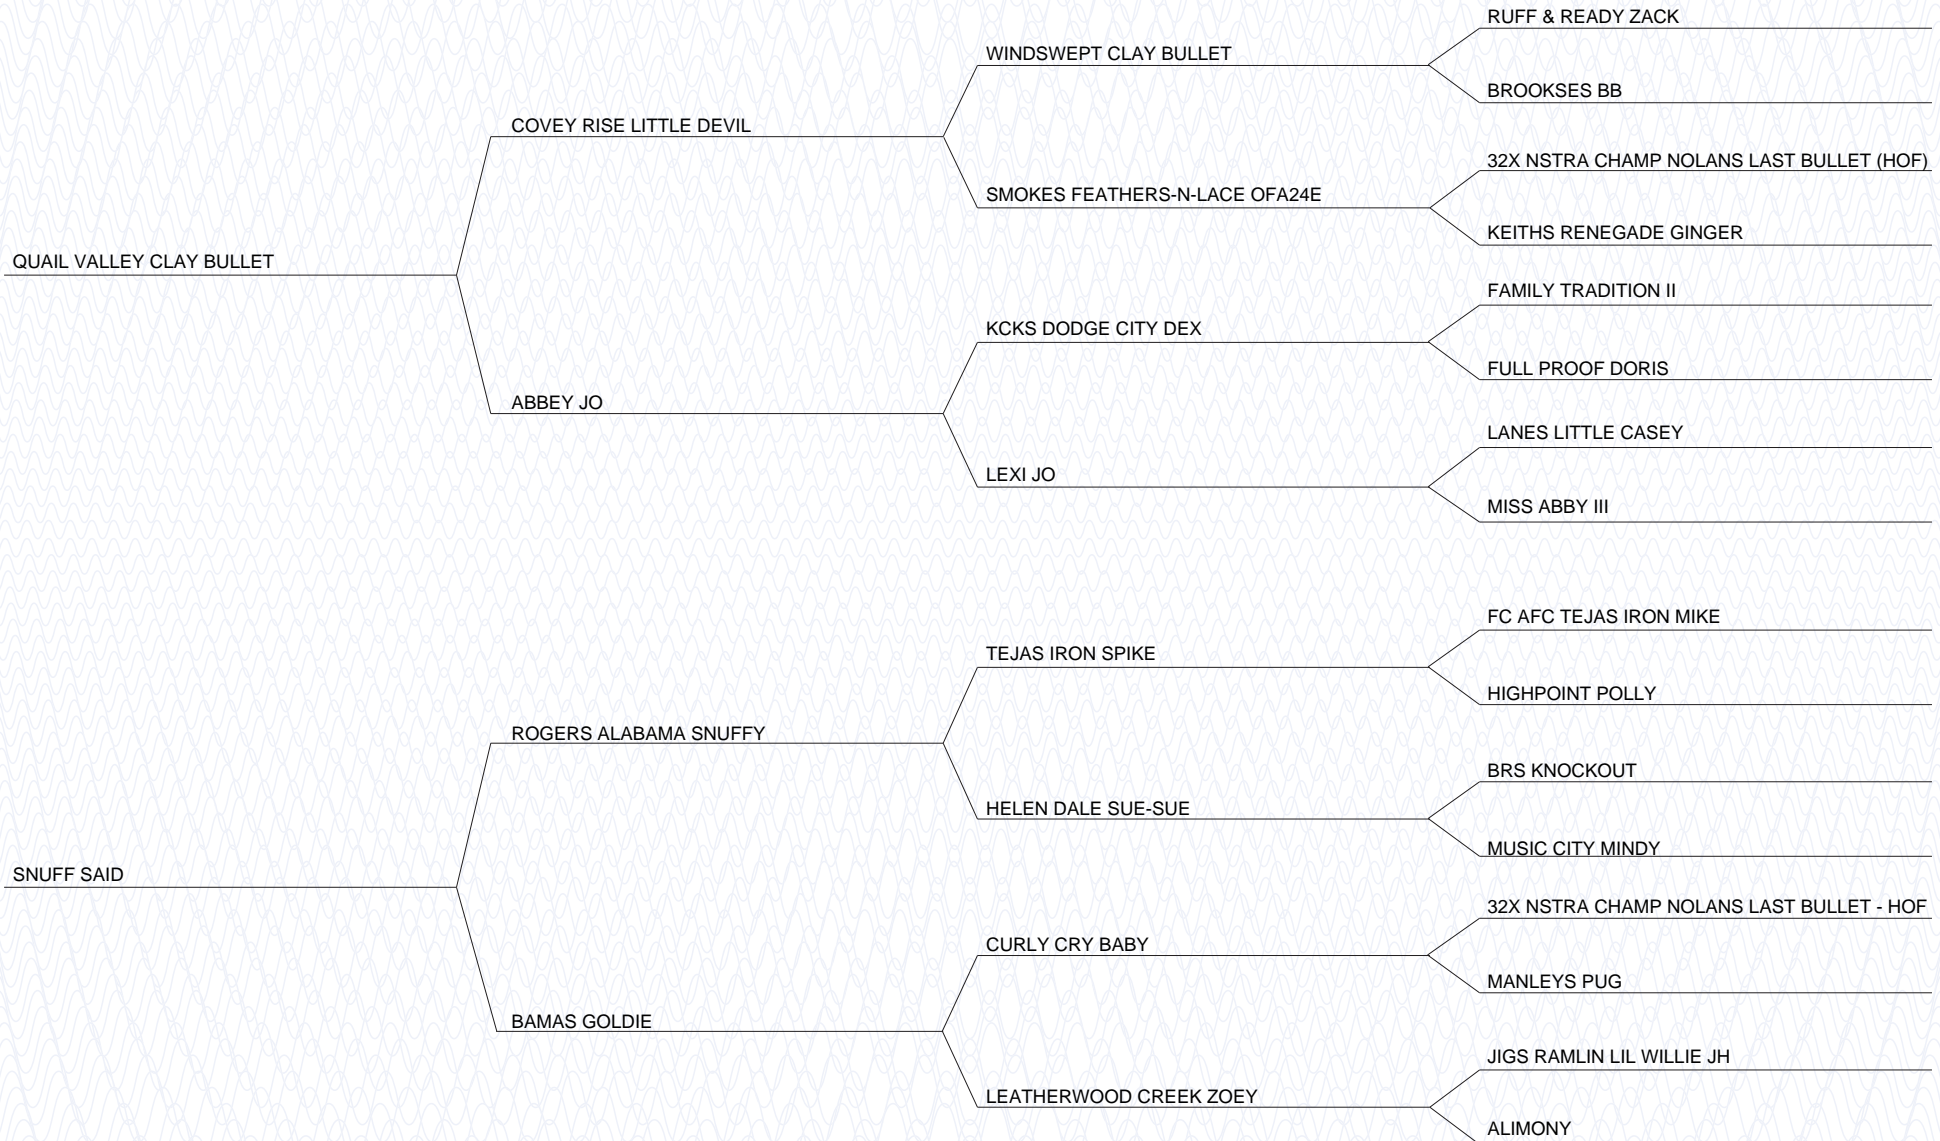 RUFF & READY ZACK
WINDSWEPT CLAY BULLET
BROOKSES BB
COVEY RISE LITTLE DEVIL
32X NSTRA CHAMP NOLANS LAST BULLET (HOF)
SMOKES FEATHERS-N-LACE OFA24E
KEITHS RENEGADE GINGER
QUAIL VALLEY CLAY BULLET
FAMILY TRADITION II
KCKS DODGE CITY DEX
FULL PROOF DORIS
ABBEY JO
LANES LITTLE CASEY
LEXI JO
MISS ABBY III
FC AFC TEJAS IRON MIKE
TEJAS IRON SPIKE
HIGHPOINT POLLY
ROGERS ALABAMA SNUFFY
BRS KNOCKOUT
HELEN DALE SUE-SUE
MUSIC CITY MINDY
SNUFF SAID
32X NSTRA CHAMP NOLANS LAST BULLET - HOF
CURLY CRY BABY
MANLEYS PUG
BAMAS GOLDIE
JIGS RAMLIN LIL WILLIE JH
LEATHERWOOD CREEK ZOEY
ALIMONY